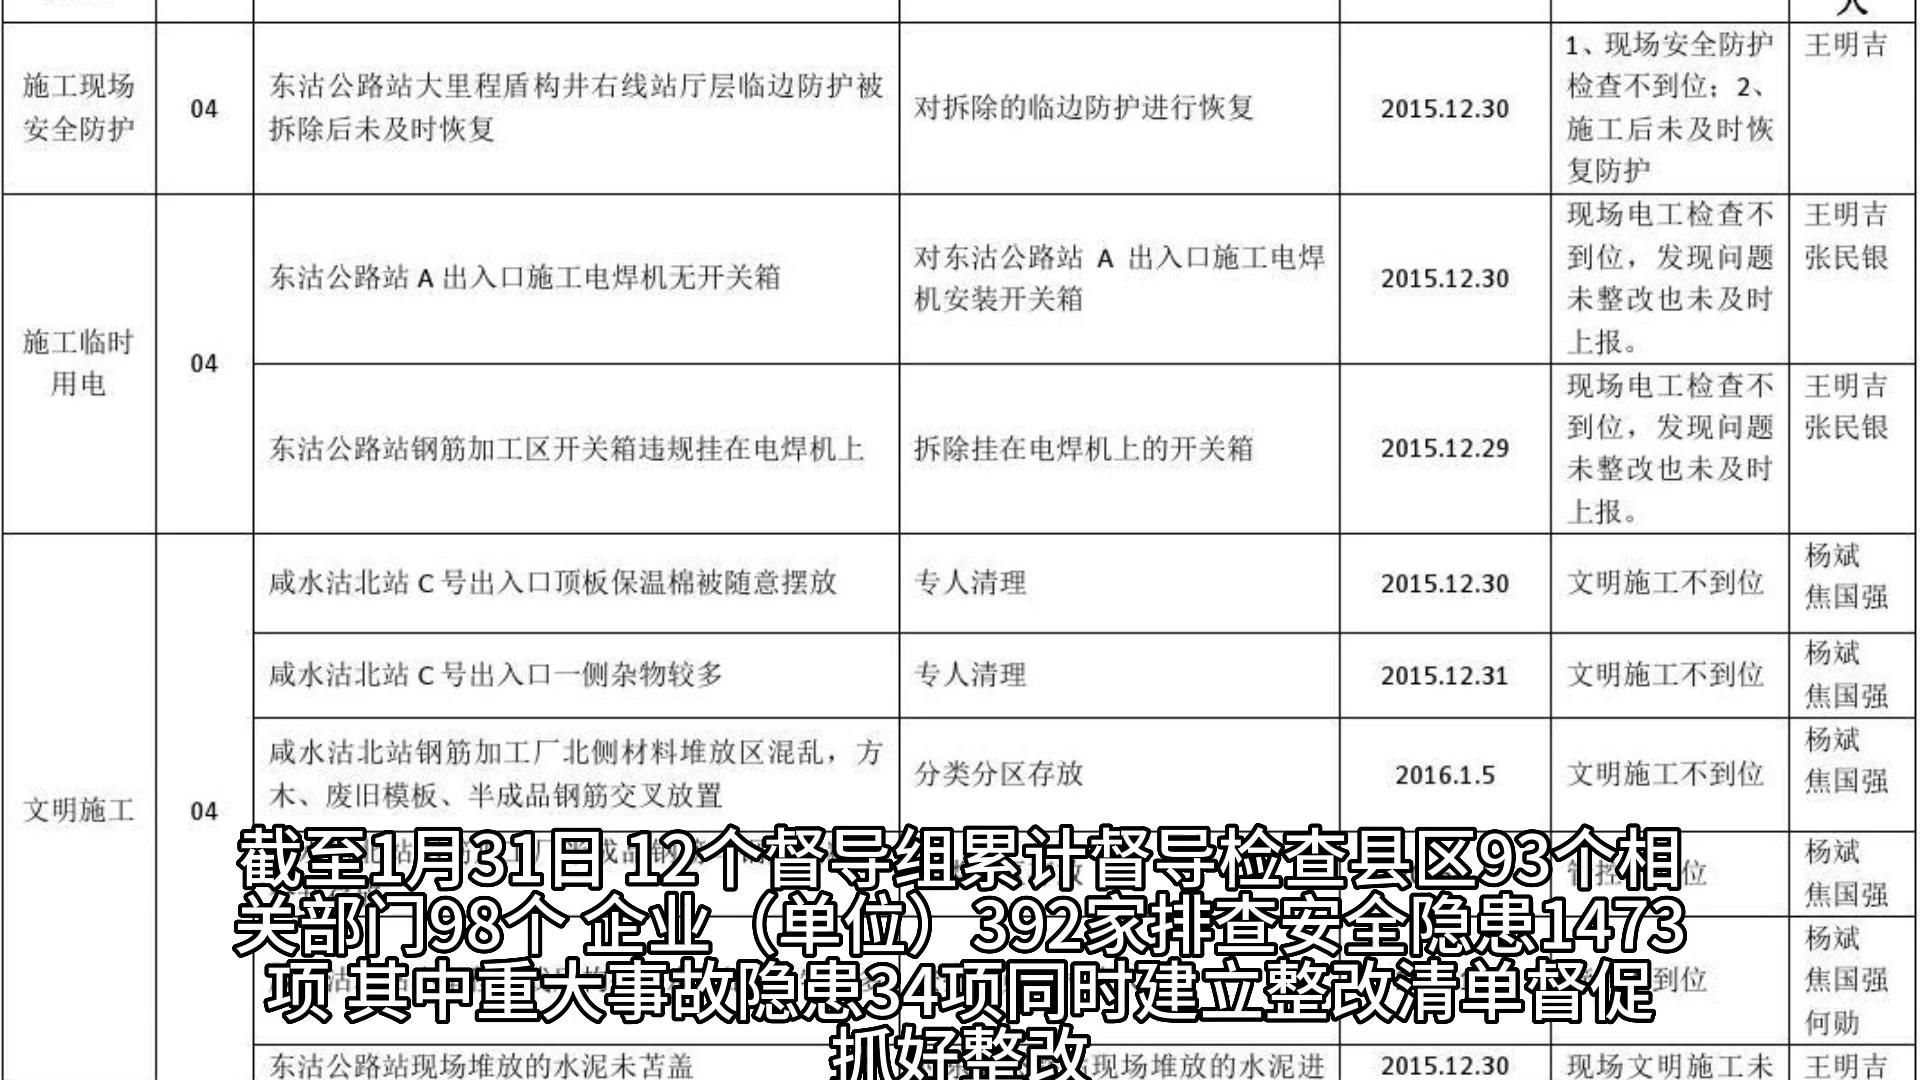 人
施工现场
安全防护
04
东沽公路站大里程盾构井右线站厅层临边防护被
拆除后未及时恢复
对拆除的临边防护进行恢复
2015.12.30
1、现场安全防护
检查不到位；2、
施工后未及时恢
复防护
王明吉
施工临时
用电
04
东沽公路站 A 出入口施工电焊机无开关箱
对东沽公路站 A 出入口施工电焊
机安装开关箱
2015.12.30
现场电工检查不
到位，发现问题
未整改也未及时
上报。
王明吉
张民银
东沽公路站钢筋加工区开关箱违规挂在电焊机上
拆除挂在电焊机上的开关箱
2015.12.29
现场电工检查不
到位，发现问题
未整改也未及时
上报。
王明吉
张民银
文明施工
04
咸水沽北站 C 号出入口顶板保温棉被随意摆放
专人清理
2015.12.30
文明施工不到位
杨斌
焦国强
咸水沽北站 C 号出入口一侧杂物较多
专人清理
2015.12.31
文明施工不到位
杨斌
焦国强
咸水沽北站钢筋加工厂北侧材料堆放区混乱，方
木、废旧模板、半成品钢筋交叉放置
分类分区存放
2016.1.5
文明施工不到位
杨斌
焦国强
杨斌
焦国强
杨斌
焦国强
何勋
东沽公路站现场堆放的水泥未苫盖
现场堆放的水泥进
2015.12.30
现场文明施工未
王明吉
截至1月31日 12个督导组累计督导检查县区93个相
关部门98个 企业（单位）392家排查安全隐患1473
项 其中重大事故隐患34项同时建立整改清单督促
抓好整改